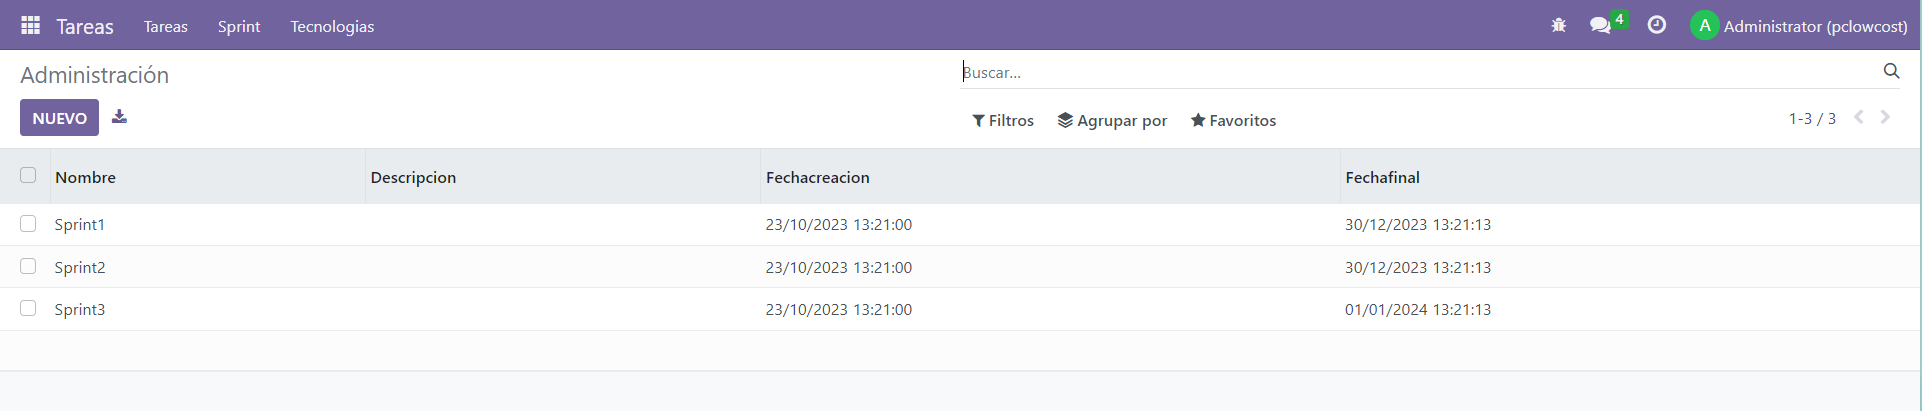 Tareas Tareas Sprint Tecnologias 4 A Administrator (pclowcost)
Administración Buscar...
NUEVO Filtros Agrupar por Favoritos 1-3 / 3
Nombre Descripcion Fechacreacion Fechafinal
Sprint1 23/10/2023 13:21:00 30/12/2023 13:21:13
Sprint2 23/10/2023 13:21:00 30/12/2023 13:21:13
Sprint3 23/10/2023 13:21:00 01/01/2024 13:21:13